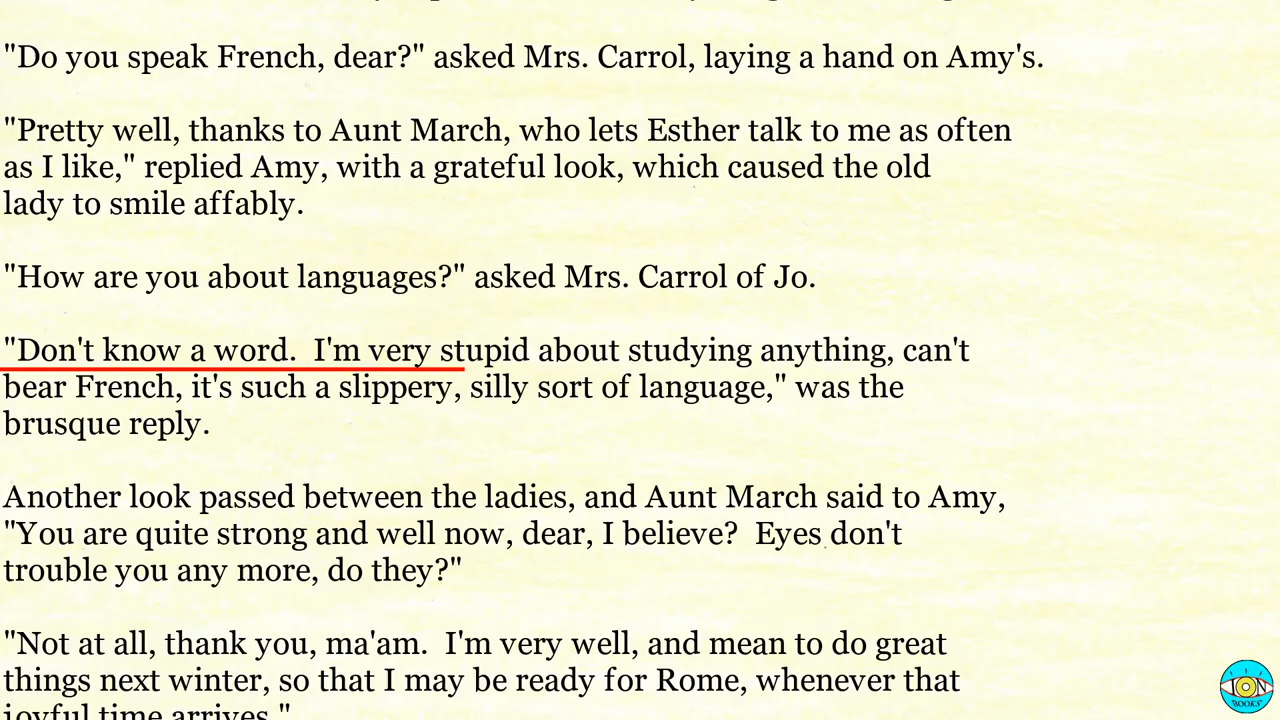 "Do you speak French, dear?" asked Mrs. Carrol, laying a hand on Amy's.
"Pretty well, thanks to Aunt March, who lets Esther talk to me as often
as I like," replied Amy, with a grateful look, which caused the old
lady to smile affably.
"How are you about languages?" asked Mrs. Carrol of Jo.
"Don't know a word.  I'm very stupid about studying anything, can't
bear French, it's such a slippery, silly sort of language," was the
brusque reply.
Another look passed between the ladies, and Aunt March said to Amy,
"You are quite strong and well now, dear, I believe?  Eyes don't
trouble you any more, do they?"
"Not at all, thank you, ma'am.  I'm very well, and mean to do great
things next winter, so that I may be ready for Rome, whenever that
joyful time arrives."
ION
BOOKS